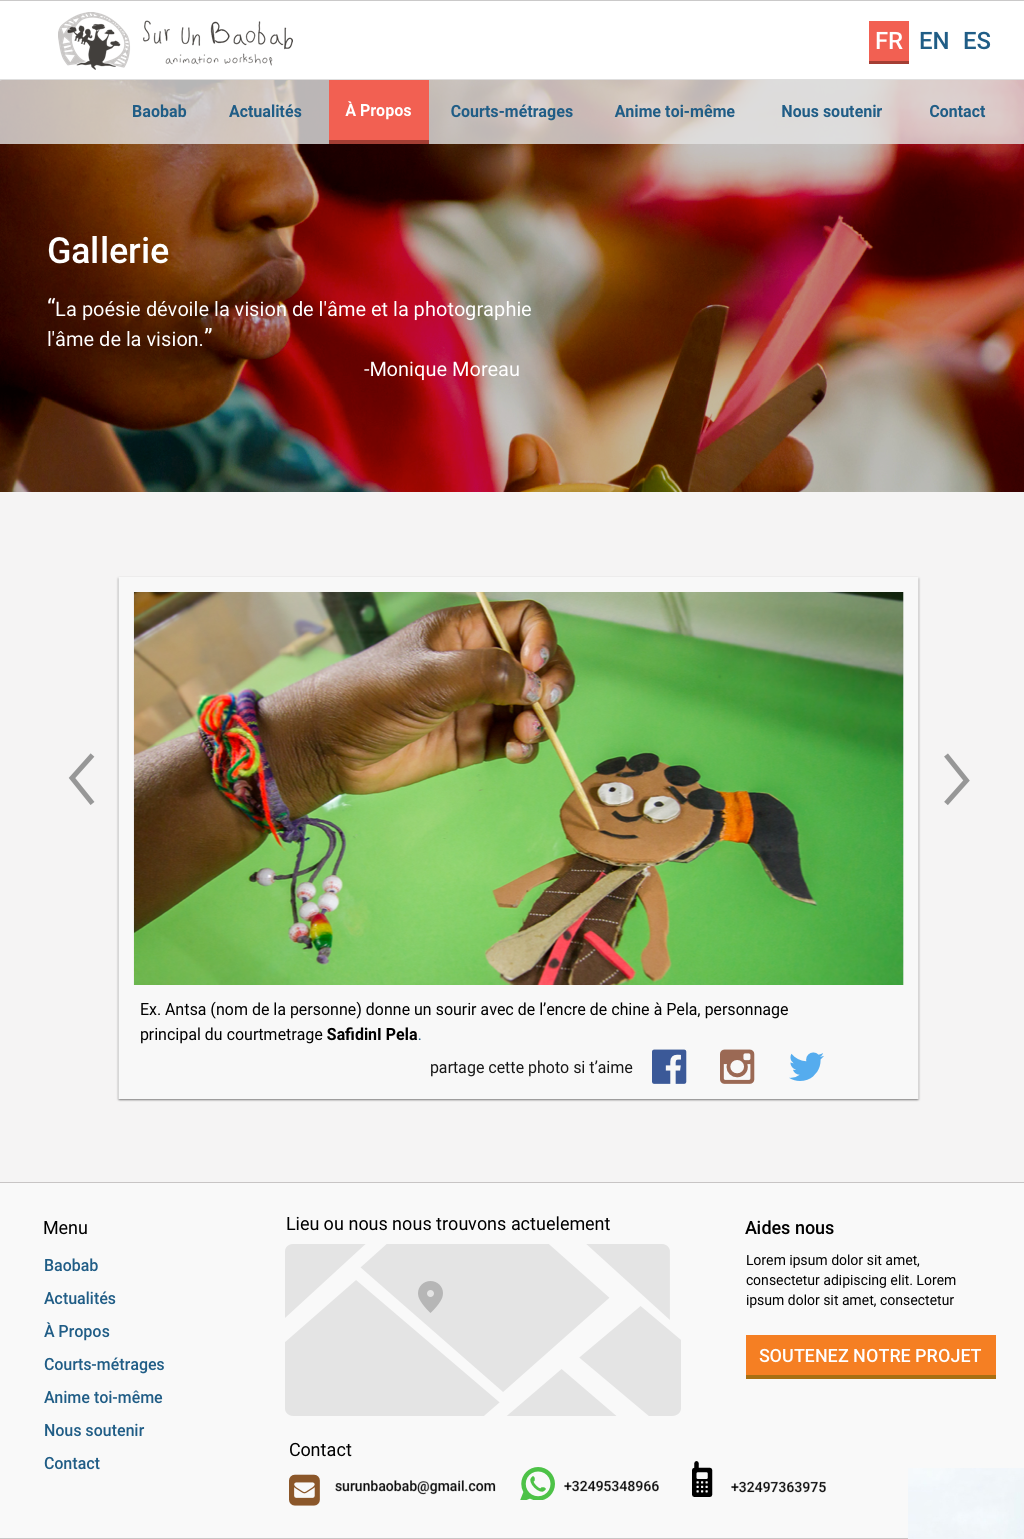 Sur Un Baobab
animation workshop
FR EN ES
Baobab Actualités À Propos Courts-métrages Anime toi-même Nous soutenir Contact
Gallerie
“La poésie dévoile la vision de l'âme et la photographie
l'âme de la vision.”
-Monique Moreau
Ex. Antsa (nom de la personne) donne un sourir avec de l’encre de chine à Pela, personnage
principal du courtmetrage SafidinI Pela.
partage cette photo si t’aime
Menu
Baobab
Actualités
À Propos
Courts-métrages
Anime toi-même
Nous soutenir
Contact
Lieu ou nous nous trouvons actuelement
Contact
surunbaobab@gmail.com +32495348966 +32497363975
Aides nous
Lorem ipsum dolor sit amet,
consectetur adipiscing elit. Lorem
ipsum dolor sit amet, consectetur
SOUTENEZ NOTRE PROJET